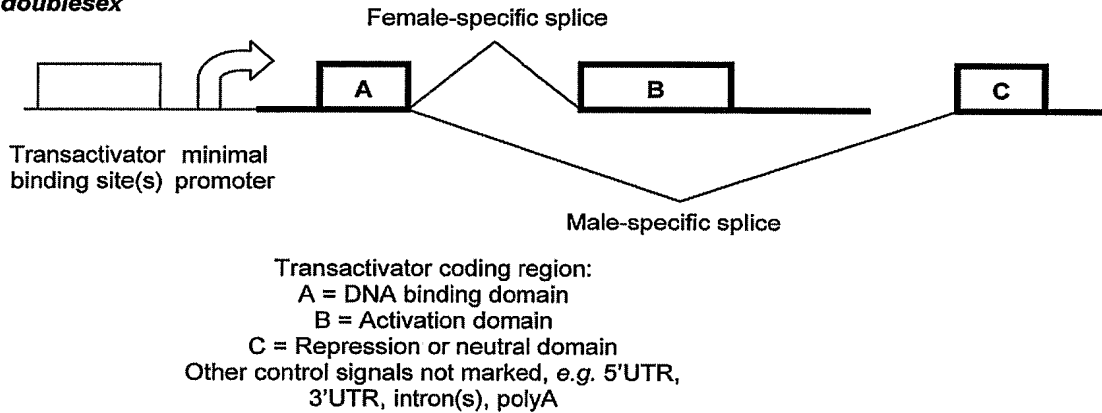 doublesex
Female-specific splice
A
B
C
Transactivator minimal
binding site(s) promoter
Male-specific splice
Transactivator coding region:
A = DNA binding domain
B = Activation domain
C = Repression or neutral domain
Other control signals not marked, e.g. 5'UTR,
3'UTR, intron(s), polyA